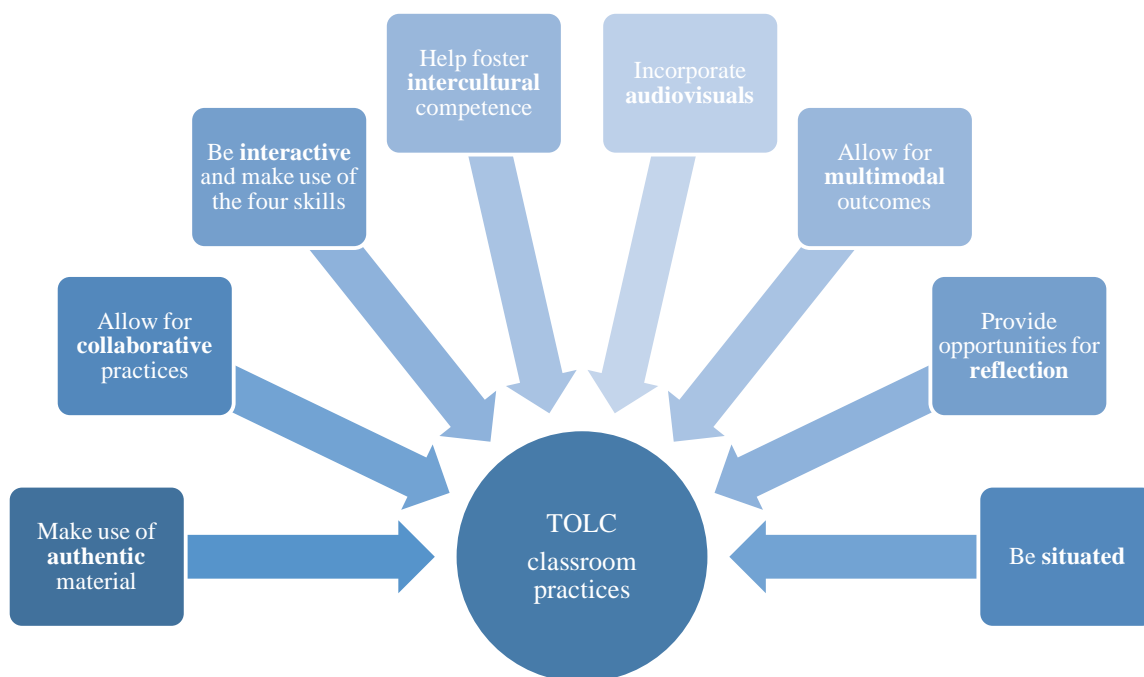 Make use of
authentic
material
Allow for
collaborative
practices
Be interactive
and make use of
the four skills
Help foster
intercultural
competence
Incorporate
audiovisuals
Allow for
multimodal
outcomes
Provide
opportunities for
reflection
Be situated
TOLC
classroom
practices